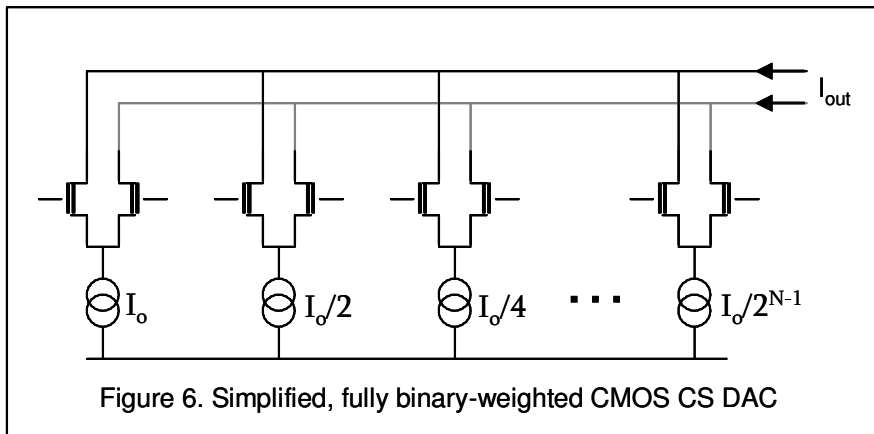 I_out
I_o
I_o/2
I_o/4
...
I_o/2^N-1
Figure 6. Simplified, fully binary-weighted CMOS CS DAC